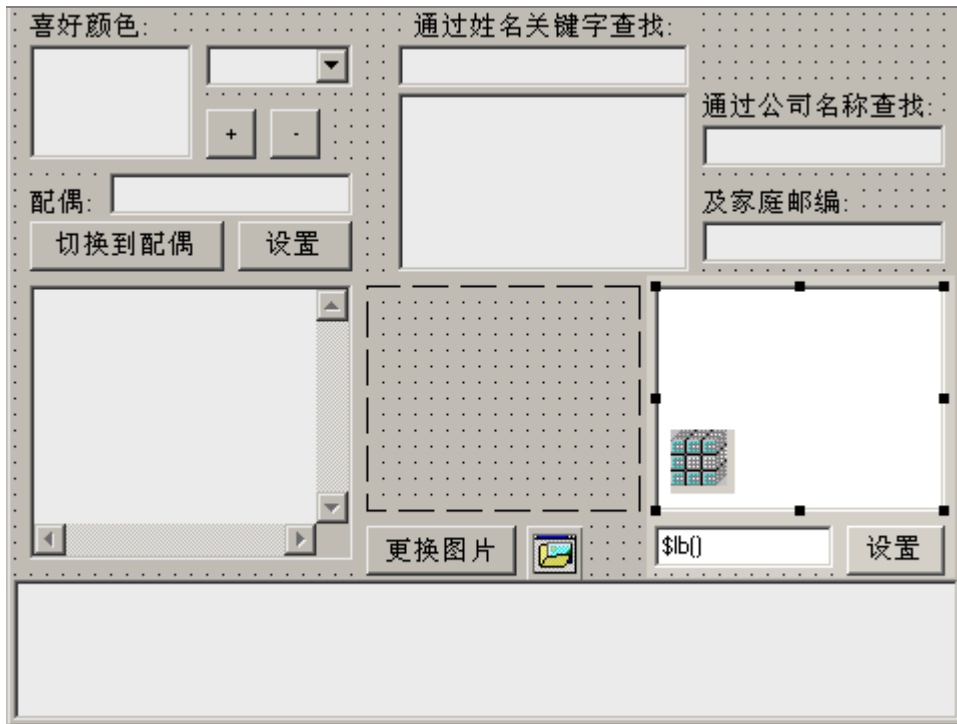 喜好颜色:
通过姓名关键字查找:
通过公司名称查找:
+ -
配偶:
及家庭邮编:
切换到配偶 设置
更换图片
$lb()
设置